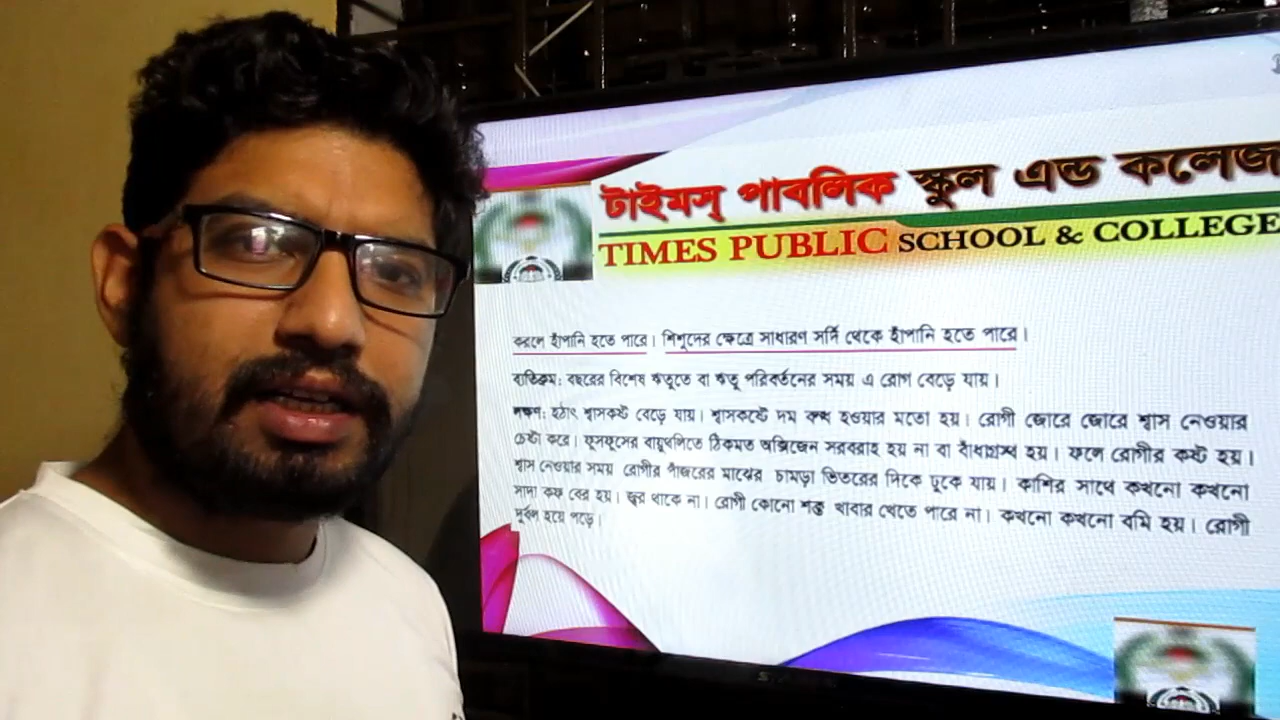 টাইমস্ পাবলিক স্কুল এন্ড কলেজ
TIMES PUBLIC SCHOOL & COLLEGE
করলে হাঁপানি হতে পারে। শিশুদের ক্ষেত্রে সাধারণ সর্দি থেকে হাঁপানি হতে পারে।
ব্যতিক্রম: বছরের বিশেষ ঋতুতে বা ঋতু পরিবর্তনের সময় এ রোগ বেড়ে যায়।
লক্ষণ: হঠাৎ শ্বাসকষ্ট বেড়ে যায়। শ্বাসকষ্টে দম বন্ধ হওয়ার মতো হয়। রোগী জোরে জোরে শ্বাস নেওয়ার
চেষ্টা করে। ফুসফুসের বায়ুথলিতে ঠিকমত অক্সিজেন সরবরাহ হয় না বা বাঁধাগ্রস্থ হয়। ফলে রোগীর কষ্ট হয়।
শ্বাস নেওয়ার সময় রোগীর পাঁজরের মাঝের চামড়া ভিতরের দিকে ঢুকে যায়। কাশির সাথে কখনো কখনো
সাদা কফ বের হয়। জ্বর থাকে না। রোগী কোনো শক্ত খাবার খেতে পারে না। কখনো কখনো বমি হয়। রোগী
দুর্বল হয়ে পড়ে।